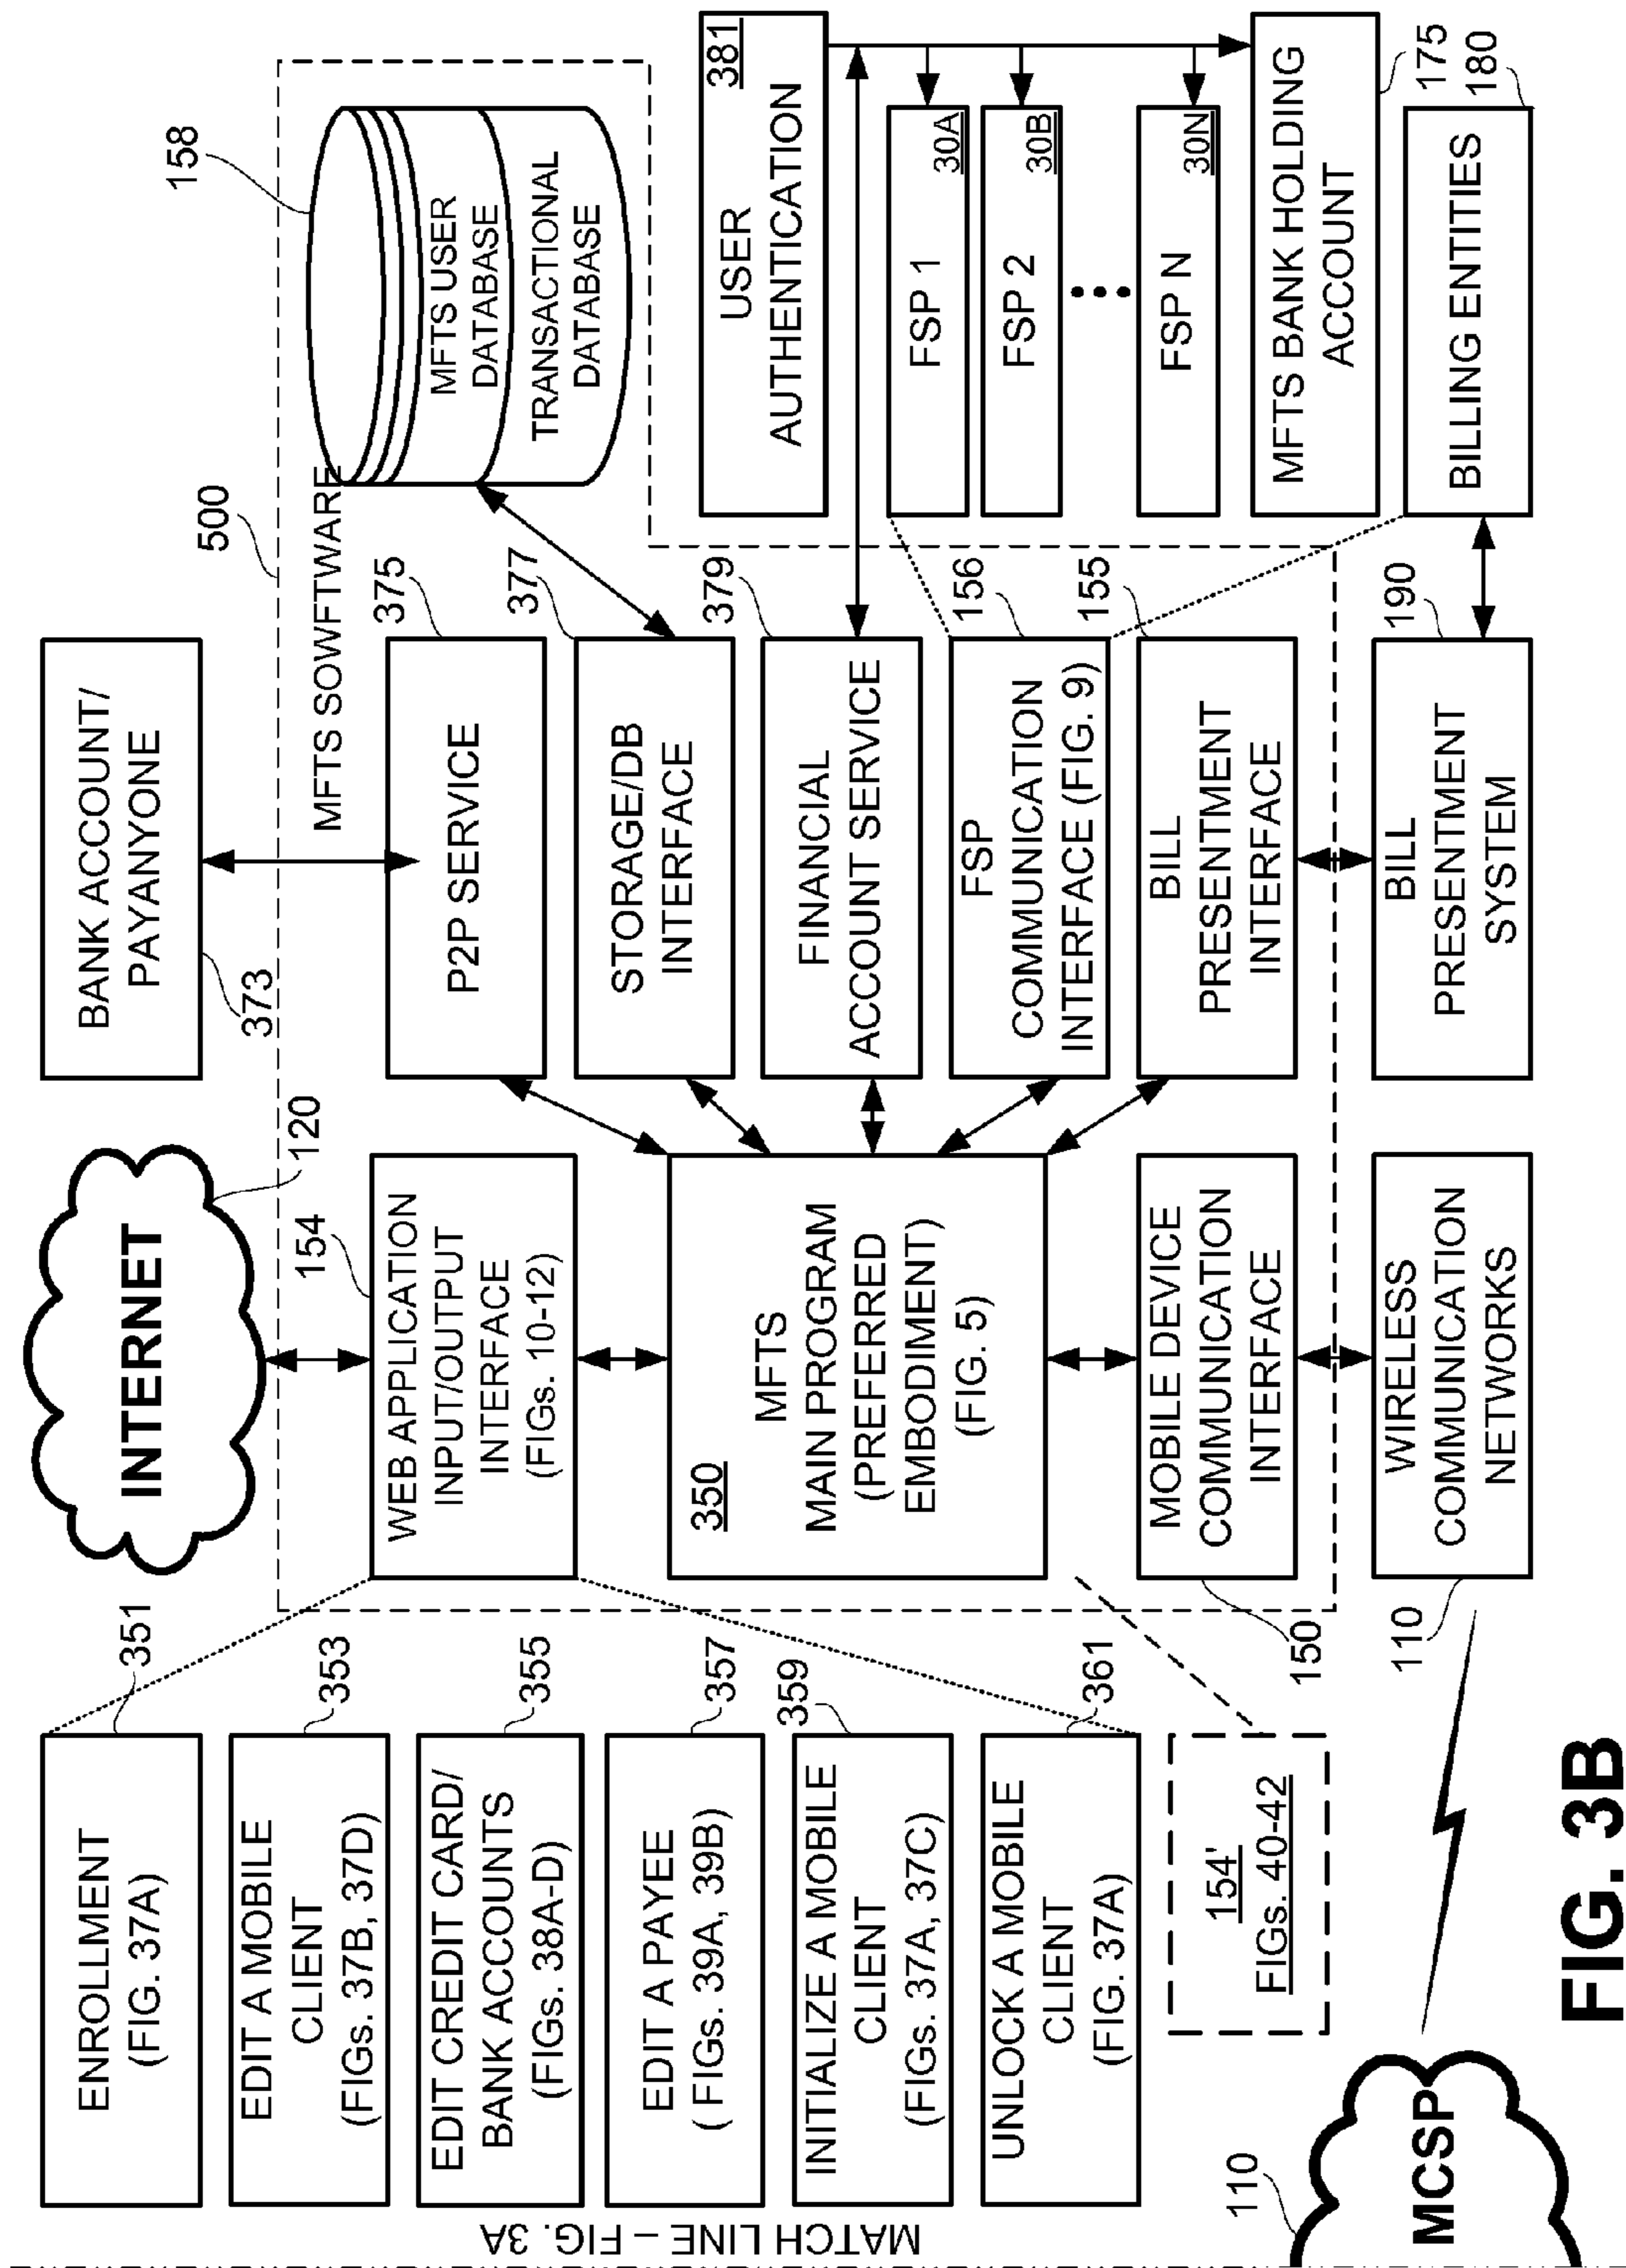 MATCH LINE – FIG. 3A
ENROLLMENT
(FIG. 37A)
351
EDIT A MOBILE
CLIENT
(FIGs. 37B, 37D)
353
EDIT CREDIT CARD/
BANK ACCOUNTS
(FIGs. 38A-D)
355
EDIT A PAYEE
( FIGs. 39A, 39B)
357
INITIALIZE A MOBILE
CLIENT
(FIGs. 37A, 37C)
359
UNLOCK A MOBILE
CLIENT
(FIG. 37A)
361
154'
FIGs. 40-42
110
MCSP
INTERNET
120
154
WEB APPLICATION
INPUT/OUTPUT
INTERFACE
(FIGs. 10-12)
350
MFTS
MAIN PROGRAM
(PREFERRED
EMBODIMENT)
(FIG. 5)
MOBILE DEVICE
COMMUNICATION
INTERFACE
150
WIRELESS
COMMUNICATION
NETWORKS
110
BANK ACCOUNT/
PAYANYONE
373
500
MFTS SOWFTWARE
P2P SERVICE
375
STORAGE/DB
INTERFACE
377
FINANCIAL
ACCOUNT SERVICE
379
FSP
COMMUNICATION
INTERFACE (FIG. 9)
156
BILL
PRESENTMENT
INTERFACE
155
BILL
PRESENTMENT
SYSTEM
190
158
MFTS USER
DATABASE
TRANSACTIONAL
DATABASE
USER
AUTHENTICATION
381
FSP 1
30A
FSP 2
30B
FSP N
30N
MFTS BANK HOLDING
ACCOUNT
175
BILLING ENTITIES
180
FIG. 3B